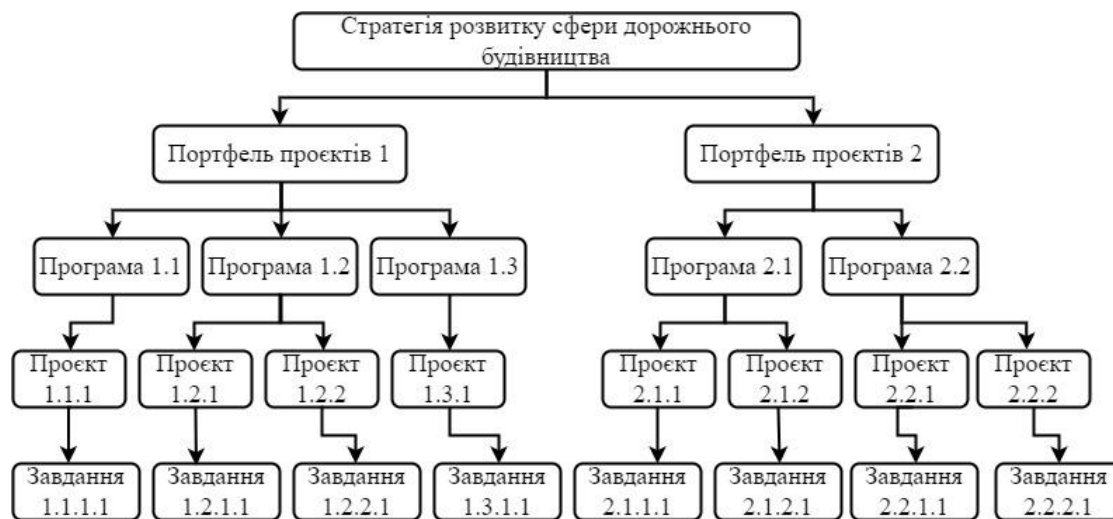 Стратегія розвитку сфери дорожнього
будівництва
Портфель проєктів 1
Портфель проєктів 2
Програма 1.1
Програма 1.2
Програма 1.3
Програма 2.1
Програма 2.2
Проєкт
1.1.1
Проєкт
1.2.1
Проєкт
1.2.2
Проєкт
1.3.1
Проєкт
2.1.1
Проєкт
2.1.2
Проєкт
2.2.1
Проєкт
2.2.2
Завдання
1.1.1.1
Завдання
1.2.1.1
Завдання
1.2.2.1
Завдання
1.3.1.1
Завдання
2.1.1.1
Завдання
2.1.2.1
Завдання
2.2.1.1
Завдання
2.2.2.1